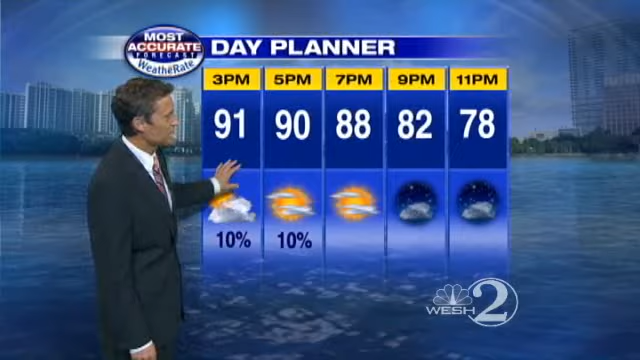 MOST
ACCURATE
FORECAST
WeathéRate
DAY PLANNER
3PM 5PM 7PM 9PM 11PM
91 90 88 82 78
10% 10%
WESH 2